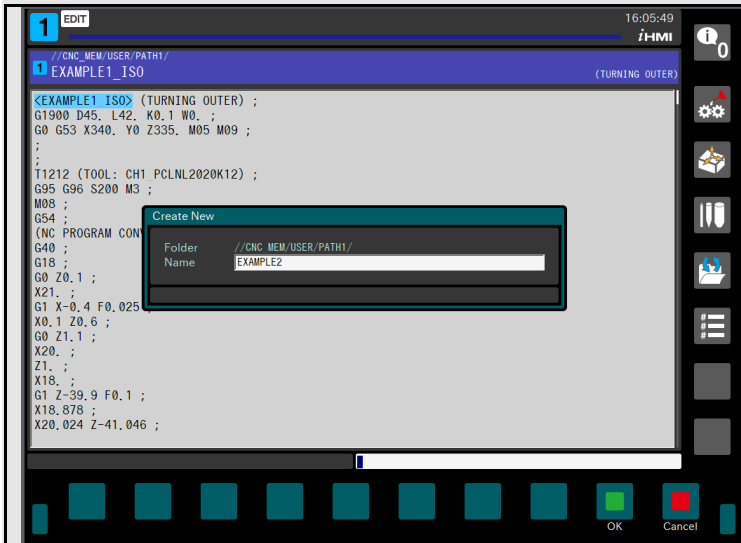 1 EDIT 16:05:49
iHMI
0
//CNC_MEM/USER/PATH1/
1 EXAMPLE1_ISO (TURNING OUTER)
<EXAMPLE1_ISO> (TURNING OUTER) ;
G1900 D45. L42. K0.1 W0. ;
G0 G53 X340. Y0 Z335. M05 M09 ;
;
;
T1212 (TOOL: CH1_PCLNL2020K12) ;
G95 G96 S200 M3 ;
M08 ;
G54 ;
(NC PROGRAM CON
G40 ;
G18 ;
G0 Z0.1 ;
X21. ;
G1 X-0.4 F0.025 ;
X0.1 Z0.6 ;
G0 Z1.1 ;
X20. ;
Z1. ;
X18. ;
G1 Z-39.9 F0.1 ;
X18.878 ;
X20.024 Z-41.046 ;
Create New
Folder //CNC_MEM/USER/PATH1/
Name EXAMPLE2
OK Cancel